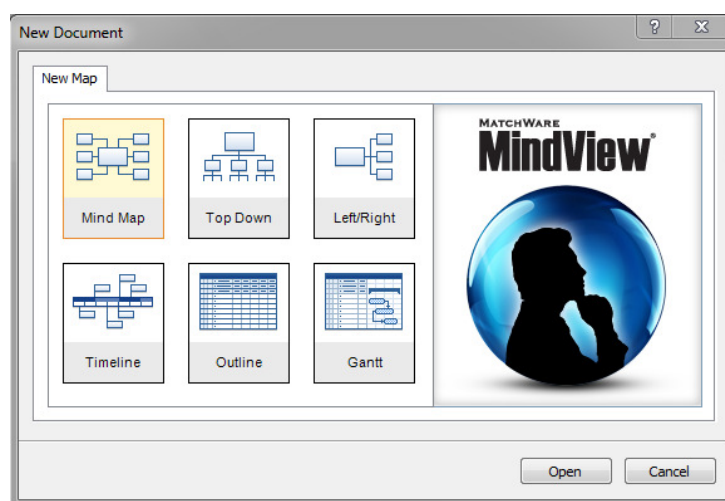 New Document
?
New Map
Mind Map
Top Down
Left/Right
MATCHWARE
MindView®
Timeline
Outline
Gantt
Open
Cancel